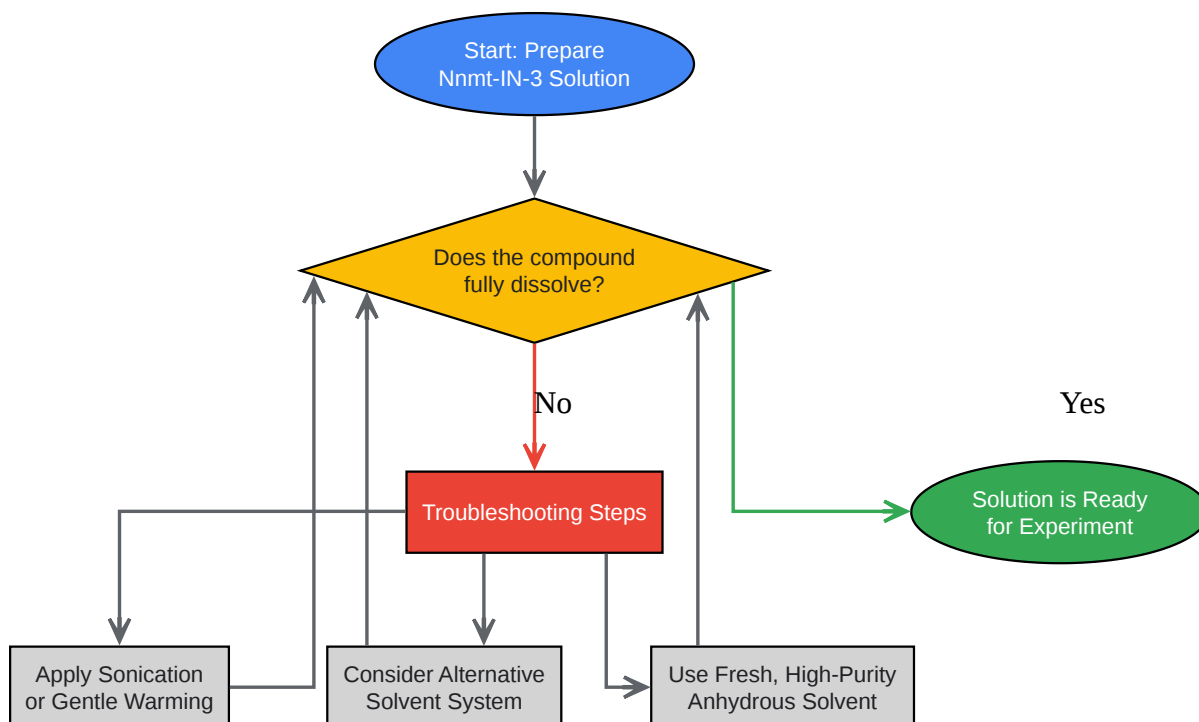 Start: Prepare
Nnmt-IN-3 Solution
Does the compound
fully dissolve?
No
Yes
Troubleshooting Steps
Solution is Ready
for Experiment
Apply Sonication
or Gentle Warming
Consider Alternative
Solvent System
Use Fresh, High-Purity
Anhydrous Solvent